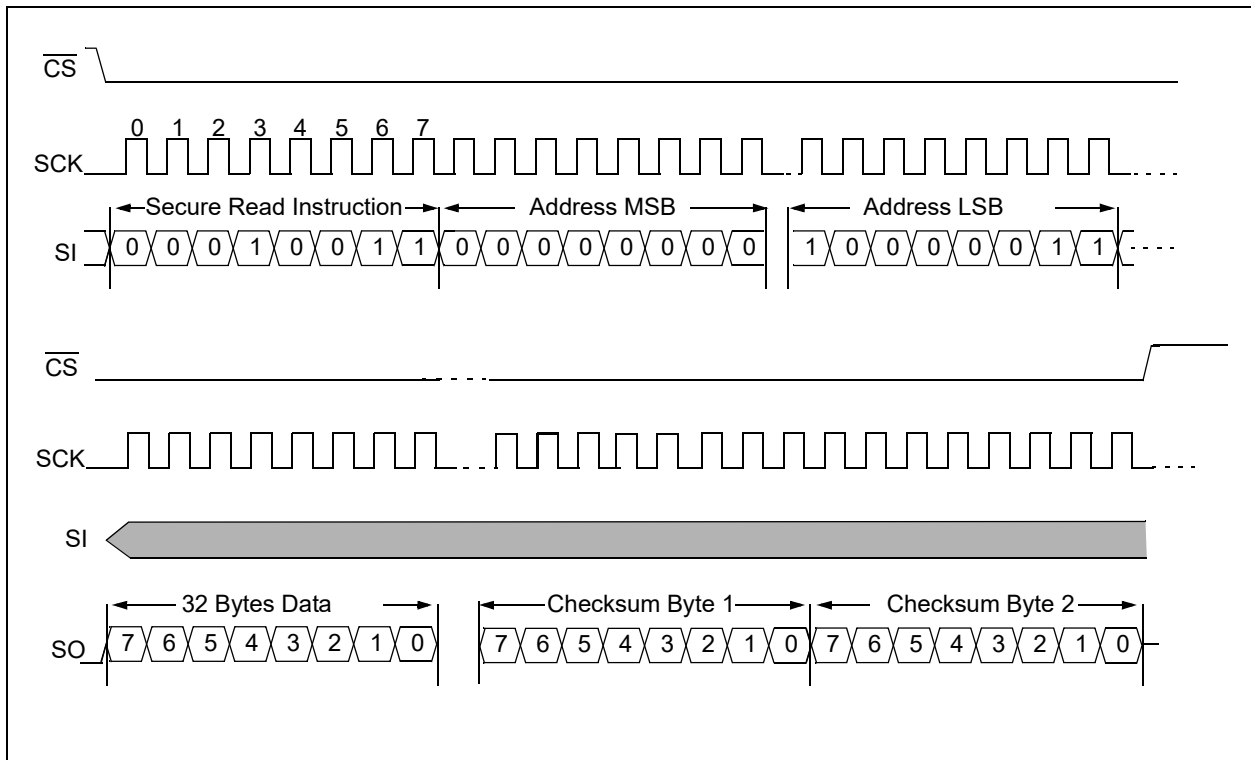 CS
0 1 2 3 4 5 6 7
SCK
Secure Read Instruction Address MSB Address LSB
SI 0 0 0 1 0 0 1 1 0 0 0 0 0 0 0 0 1 0 0 0 0 0 1 1
CS
SCK
SI
32 Bytes Data Checksum Byte 1 Checksum Byte 2
SO 7 6 5 4 3 2 1 0 7 6 5 4 3 2 1 0 7 6 5 4 3 2 1 0